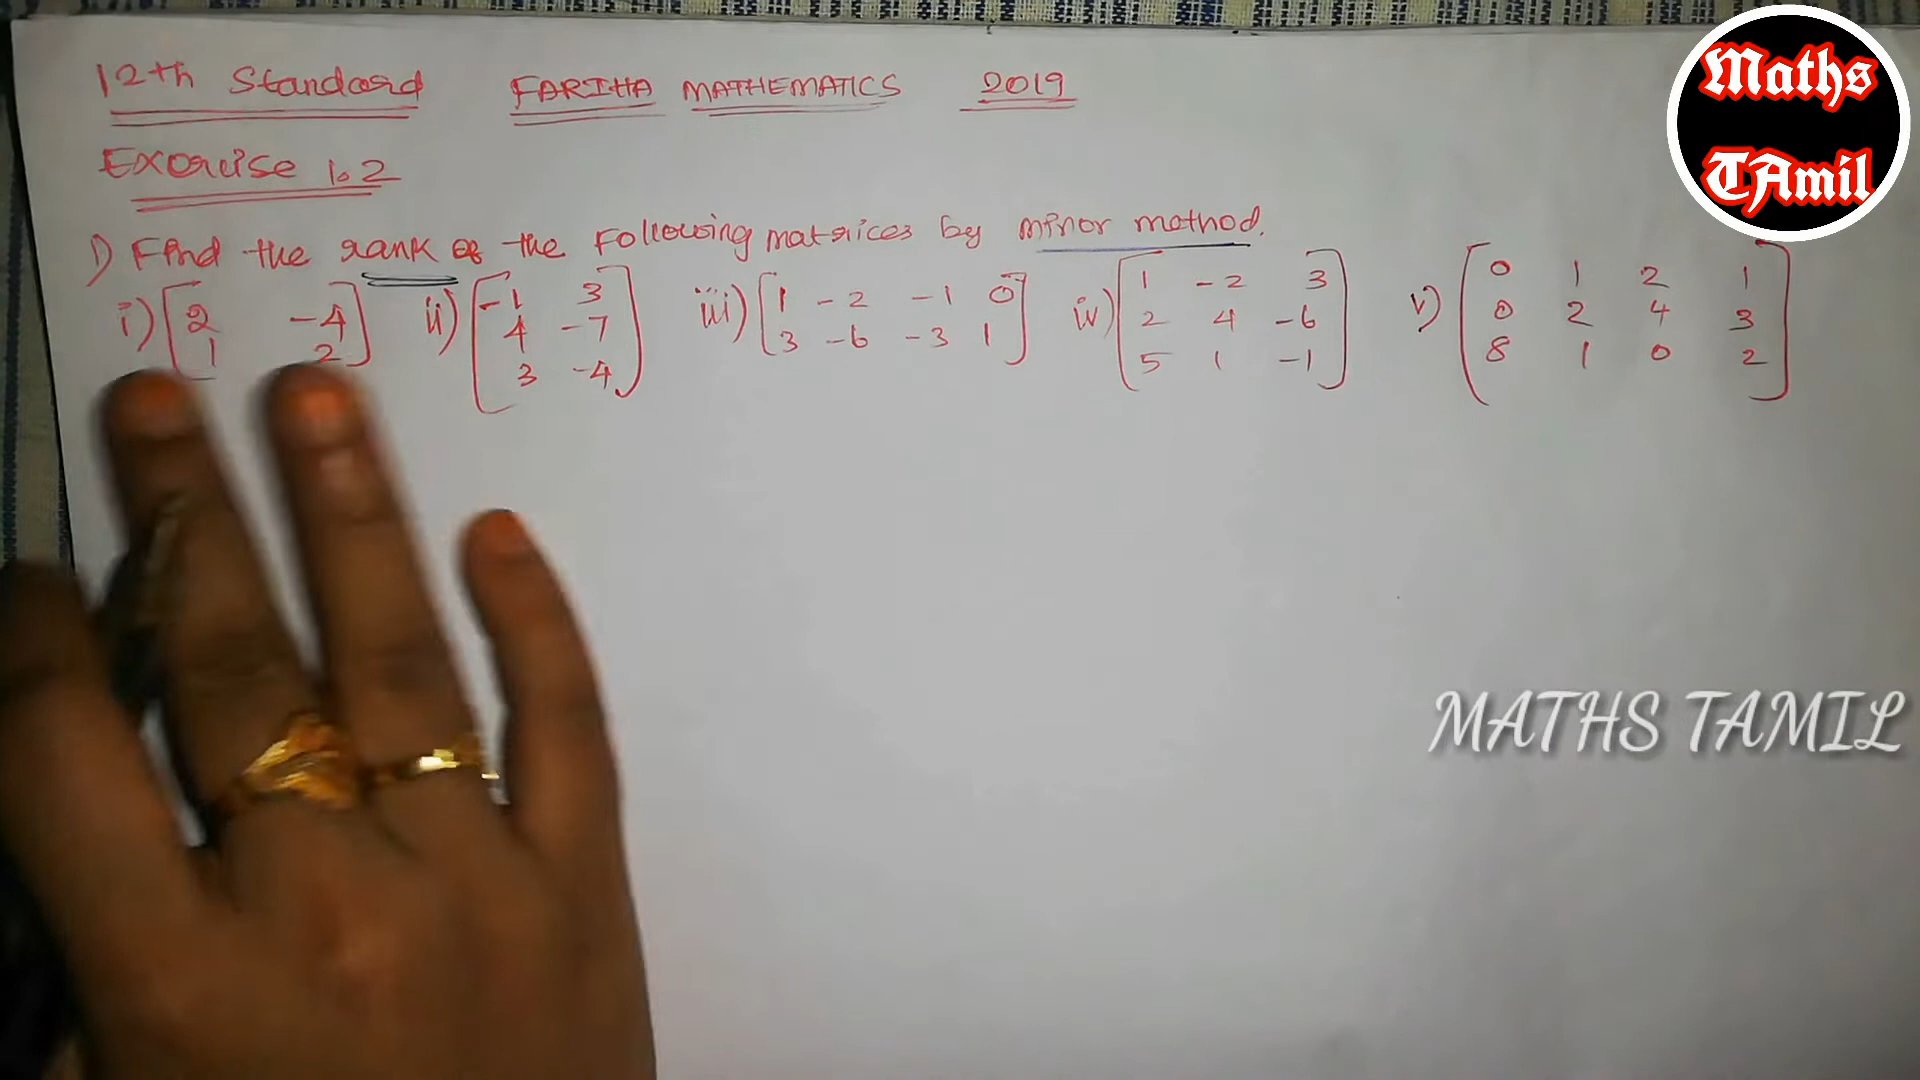 12th Standard FARTHA MATHEMATICS 2019
Exercise 1.2
1) Find the rank of the following matrices by minor method.
i) [2 -4
1 2]
ii) [-1 3
4 -7
3 -4]
iii) [1 -2 -1 0
3 -6 -3 1]
iv) [1 -2 3
2 4 -6
5 1 -1]
v) [0 1 2 1
0 2 4 3
8 1 0 2]
Maths
TAmil
MATHS TAMIL